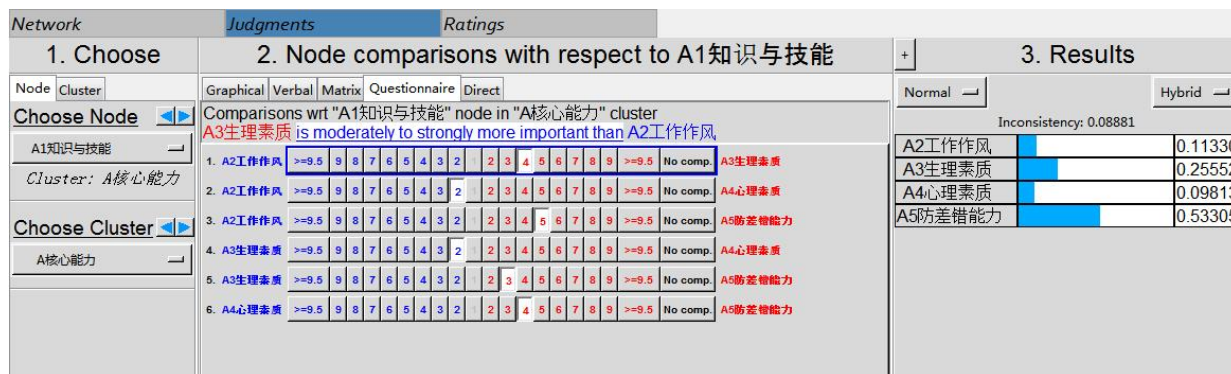 Network Judgments Ratings
1. Choose
2. Node comparisons with respect to A1知识与技能
+ 3. Results
Node Cluster
Graphical Verbal Matrix Questionnaire Direct
Normal Hybrid
Choose Node
Comparisons wrt "A1知识与技能" node in "A核心能力" cluster
A3生理素质 is moderately to strongly more important than A2工作作风
Inconsistency: 0.08881
A1知识与技能
Cluster: A核心能力
Choose Cluster
A核心能力
1. A2工作作风 >=9.5 9 8 7 6 5 4 3 2 1 2 3 4 5 6 7 8 9 >=9.5 No comp. A3生理素质
2. A2工作作风 >=9.5 9 8 7 6 5 4 3 2 1 2 3 4 5 6 7 8 9 >=9.5 No comp. A4心理素质
3. A2工作作风 >=9.5 9 8 7 6 5 4 3 2 1 2 3 4 5 6 7 8 9 >=9.5 No comp. A5防差错能力
4. A3生理素质 >=9.5 9 8 7 6 5 4 3 2 1 2 3 4 5 6 7 8 9 >=9.5 No comp. A4心理素质
5. A3生理素质 >=9.5 9 8 7 6 5 4 3 2 1 2 3 4 5 6 7 8 9 >=9.5 No comp. A5防差错能力
6. A4心理素质 >=9.5 9 8 7 6 5 4 3 2 1 2 3 4 5 6 7 8 9 >=9.5 No comp. A5防差错能力
A2工作作风 0.11330
A3生理素质 0.25552
A4心理素质 0.09813
A5防差错能力 0.53305